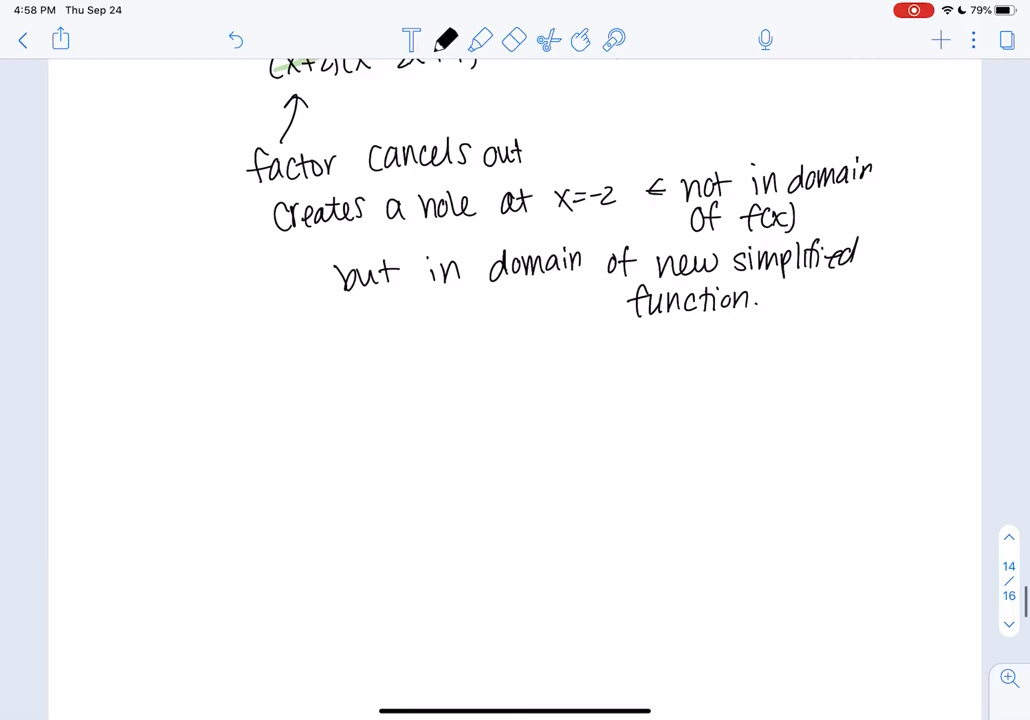 4:58 PM Thu Sep 24
79%
factor cancels out
creates a hole at x=-2 ← not in domain
of f(x)
but in domain of new simplified
function.
14
/
16